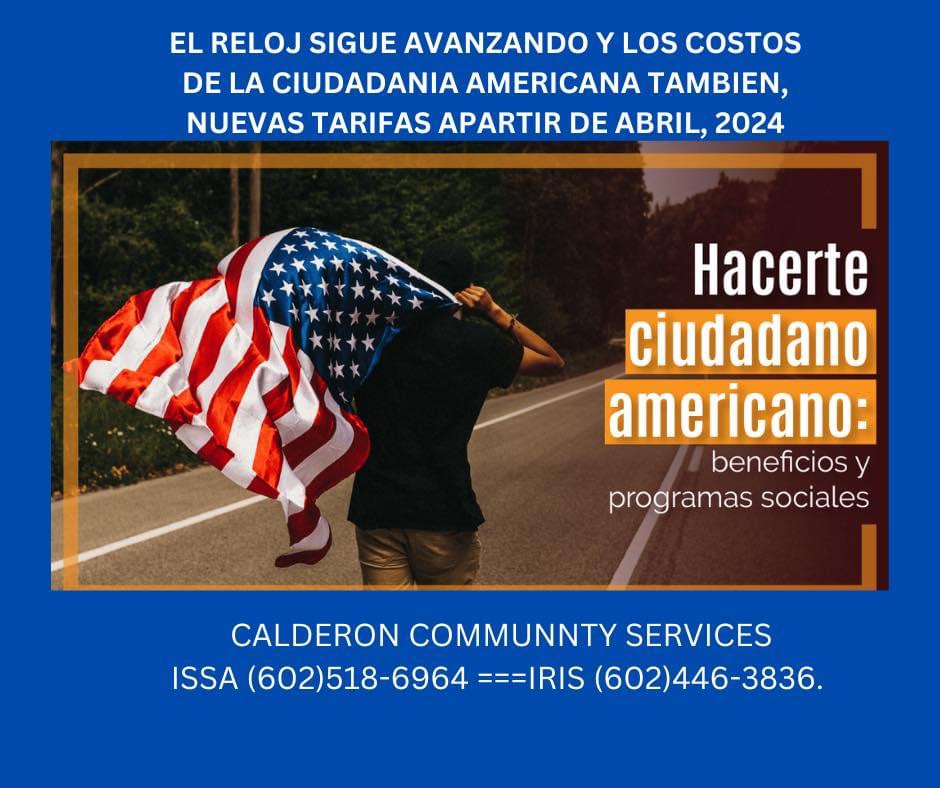 EL RELOJ SIGUE AVANZANDO Y LOS COSTOS
DE LA CIUDADANIA AMERICANA TAMBIEN,
NUEVAS TARIFAS APARTIR DE ABRIL, 2024
Hacerte
ciudadano
americano:
beneficios y
programas sociales
CALDERON COMMUNNTY SERVICES
ISSA (602)518-6964 ===IRIS (602)446-3836.